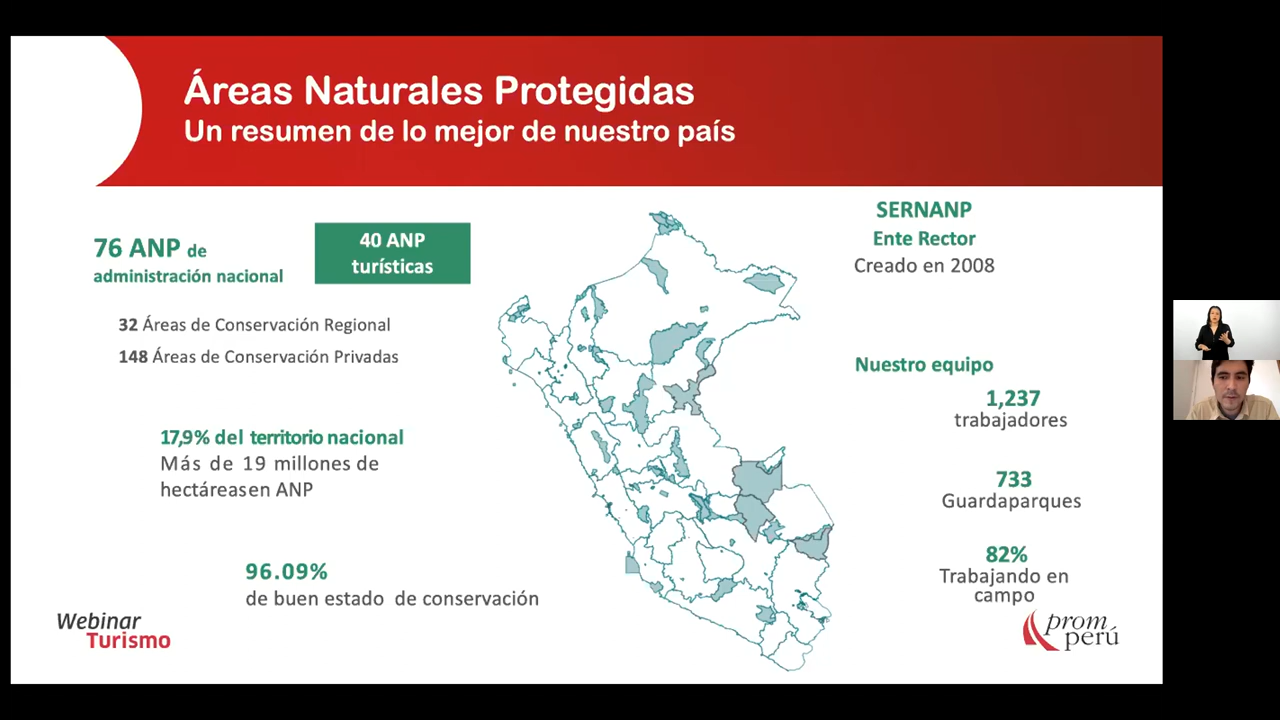 Áreas Naturales Protegidas
Un resumen de lo mejor de nuestro país
76 ANP de
administración nacional
40 ANP
turísticas
32 Áreas de Conservación Regional
148 Áreas de Conservación Privadas
17,9% del territorio nacional
Más de 19 millones de
hectáreasen ANP
96.09%
de buen estado de conservación
SERNANP
Ente Rector
Creado en 2008
Nuestro equipo
1,237
trabajadores
733
Guardaparques
82%
Trabajando en
campo
Webinar
Turismo
prom
perú